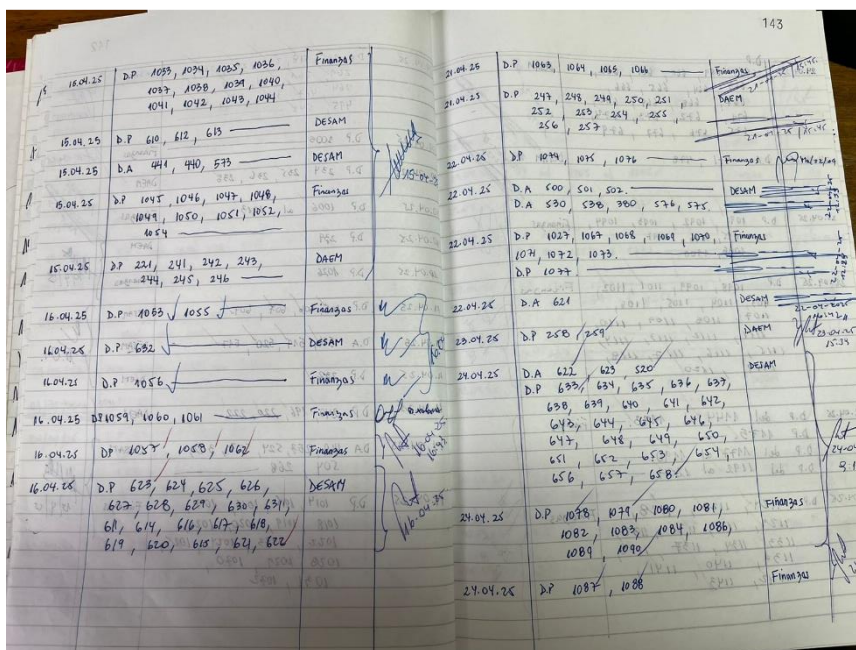 15.04.25 D.P 1033, 1034, 1035, 1036, Finanzas
1037, 1038, 1039, 1040,
1041, 1042, 1043, 1044
15.04.25 D.P 610, 612, 613 DESAM
15.04.25 D.A 441, 440, 573 DESAM
15.04.25 D.P 1045, 1046, 1047, 1048, Finanzas
1049, 1050, 1051, 1052,
1054
15.04.25 D.P 221, 241, 242, 243, DAEM
244, 245, 246
16.04.25 D.P 1053, 1055 Finanzas
16.04.25 D.P 632 DESAM
16.04.25 D.P 1056 Finanzas
16.04.25 DP 1059, 1060, 1061 Finanzas
16.04.25 DP 1057, 1058, 1062 Finanzas
16.04.25 D.P 623, 624, 625, 626, DESAM
627, 628, 629, 630, 631,
611, 614, 616, 617, 618,
619, 620, 615, 621, 622
143
21.04.25 D.P 1063, 1064, 1065, 1066 Finanzas
21.04.25 D.P 247, 248, 249, 250, 251, DAEM
252, 253, 254, 255,
256, 257
22.04.25 DP 1074, 1075, 1076 Finanzas
22.04.25 D.A 500, 501, 502. DESAM
D.A 530, 538, 380, 576, 575.
22.04.25 D.P 1027, 1067, 1068, 1069, 1070, Finanzas
1071, 1072, 1073.
D.P 1077
22.04.25 D.A 621 DESAM
23.04.25 D.P 258, 259 DAEM
23.04.25
15:34
24.04.25 D.A 622, 623, 520 DESAM
D.P 633, 634, 635, 636, 637,
638, 639, 640, 641, 642,
643, 644, 645, 646,
647, 648, 649, 650,
651, 652, 653, 654,
656, 657, 658
24.04.25 D.P 1078, 1079, 1080, 1081, Finanzas
1082, 1083, 1084, 1086,
1089, 1090
24.04.25 D.P 1087, 1088 Finanzas